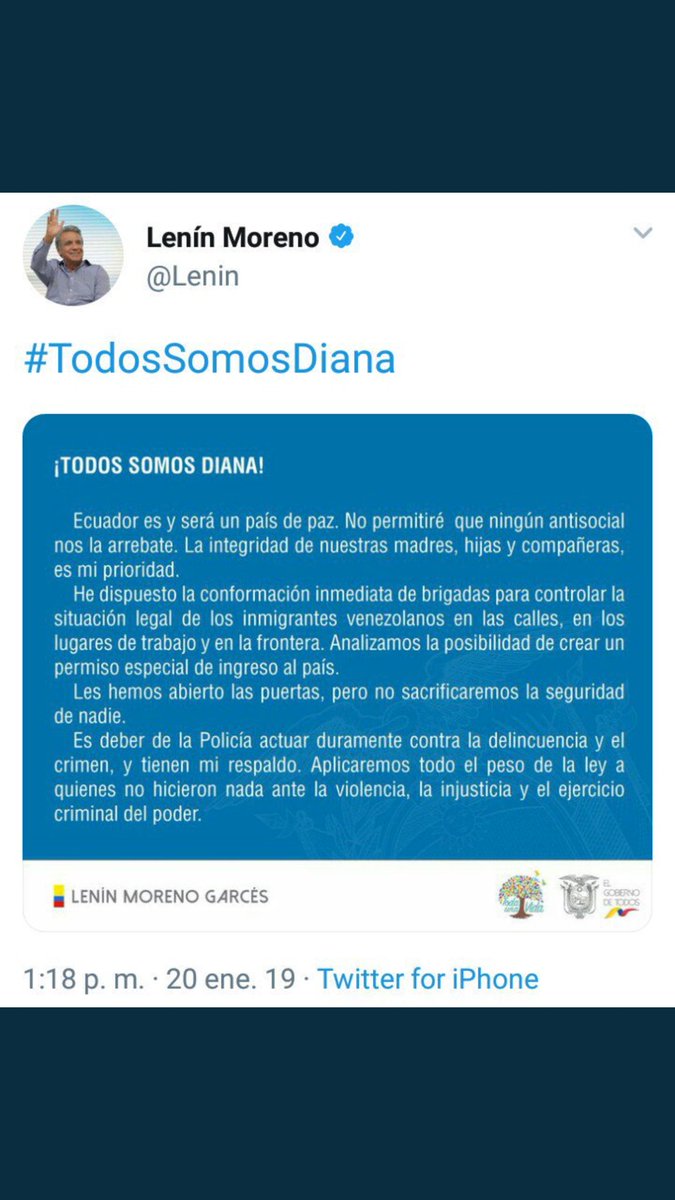 Lenín Moreno
@Lenin
#TodosSomosDiana
¡TODOS SOMOS DIANA!
Ecuador es y será un país de paz. No permitiré que ningún antisocial
nos la arrebate. La integridad de nuestras madres, hijas y compañeras,
es mi prioridad.
He dispuesto la conformación inmediata de brigadas para controlar la
situación legal de los inmigrantes venezolanos en las calles, en los
lugares de trabajo y en la frontera. Analizamos la posibilidad de crear un
permiso especial de ingreso al país.
Les hemos abierto las puertas, pero no sacrificaremos la seguridad
de nadie.
Es deber de la Policía actuar duramente contra la delincuencia y el
crimen, y tienen mi respaldo. Aplicaremos todo el peso de la ley a
quienes no hicieron nada ante la violencia, la injusticia y el ejercicio
criminal del poder.
LENÍN MORENO GARCÉS
Toda
una Vida
EL
GOBIERNO
DE TODOS
1:18 p. m. · 20 ene. 19 · Twitter for iPhone